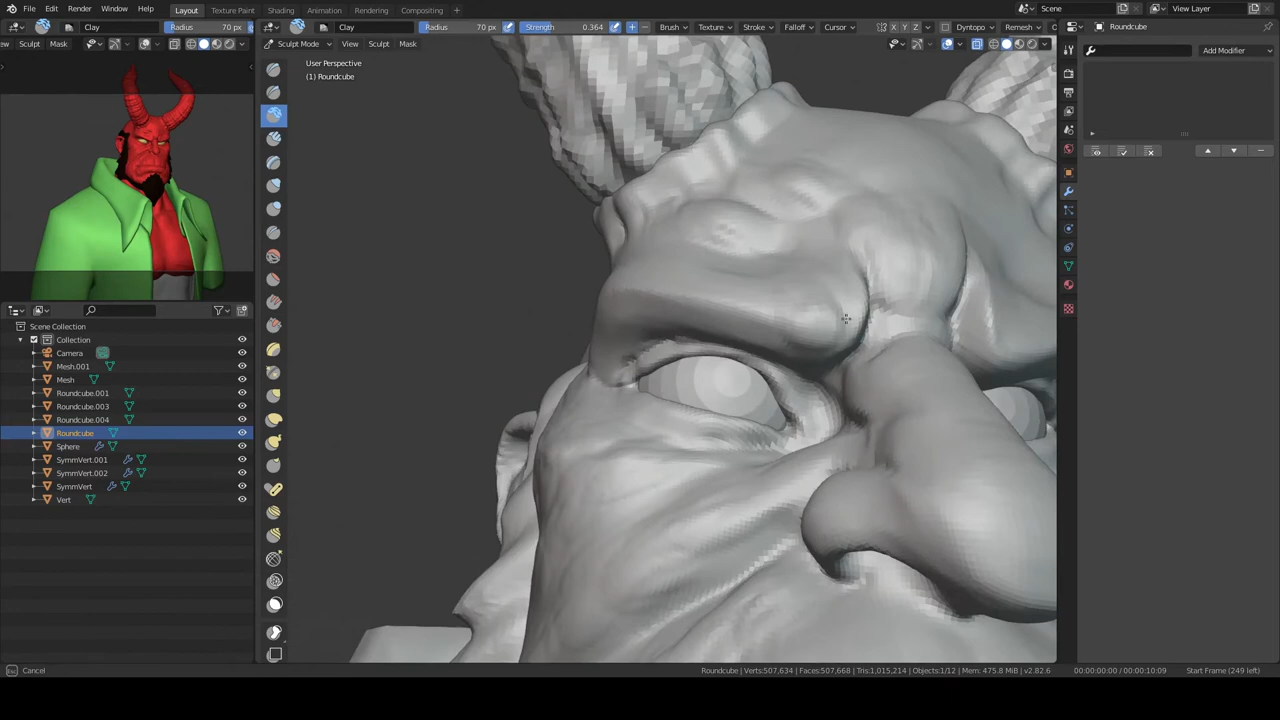 File Edit Render Window Help Layout Texture Paint Shading Animation Rendering Compositing + Scene View Layer
Clay Radius 70 px Clay Radius 70 px Strength 0.364 Brush Texture Stroke Falloff Cursor X Y Z Dyntopo Remesh Roundcube
Sculpt Mask Sculpt Mode View Sculpt Mask Add Modifier
User Perspective
(1) Roundcube
Scene Collection
Collection
Camera
Mesh.001
Mesh
Roundcube.001
Roundcube.003
Roundcube.004
Roundcube
Sphere
SymmVert.001
SymmVert.002
SymmVert
Vert
Cancel Roundcube | Verts:507,634 | Faces:507,668 | Tris:1,015,214 | Objects:1/12 | Mem: 475.8 MiB | v2.82.6 00:00:00:00 / 00:00:10:09 Start Frame (249 left)